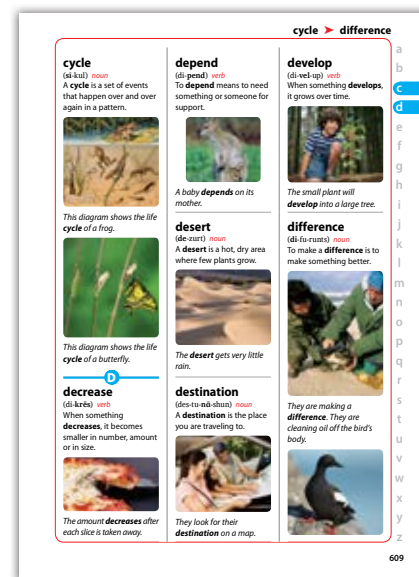 cycle ➤ difference
cycle
(sī-kul) noun
A cycle is a set of events
that happen over and over
again in a pattern.
This diagram shows the life
cycle of a frog.
This diagram shows the life
cycle of a butterfly.
D
decrease
(di-krēs) verb
When something
decreases, it becomes
smaller in number, amount
or in size.
The amount decreases after
each slice is taken away.
depend
(di-pend) verb
To depend means to need
something or someone for
support.
A baby depends on its
mother.
desert
(de-zurt) noun
A desert is a hot, dry area
where few plants grow.
The desert gets very little
rain.
destination
(des-tu-nā-shun) noun
A destination is the place
you are traveling to.
They look for their
destination on a map.
develop
(di-vel-up) verb
When something develops,
it grows over time.
The small plant will
develop into a large tree.
difference
(di-fu-runts) noun
To make a difference is to
make something better.
They are making a
difference. They are
cleaning oil off the bird's
body.
a
b
c
d
e
f
g
h
i
j
k
l
m
n
o
p
q
r
s
t
u
v
w
x
y
z
609